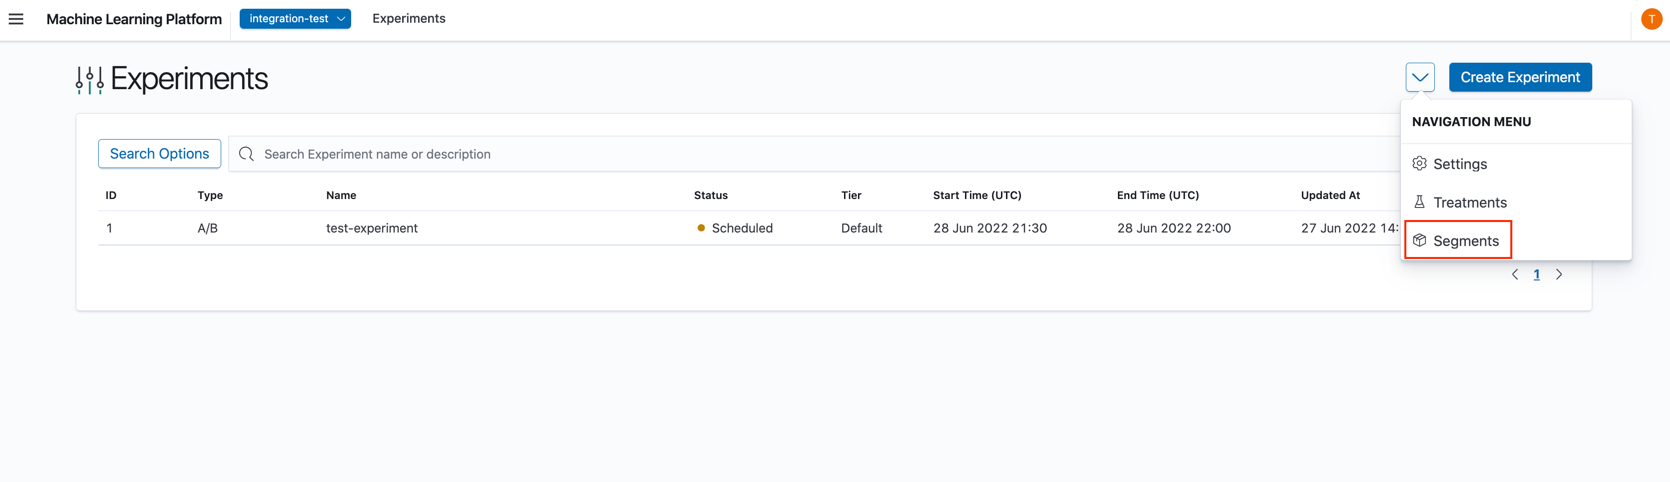 Machine Learning Platform integration-test Experiments T
Experiments Create Experiment
NAVIGATION MENU
Search Options Search Experiment name or description
Settings
ID Type Name Status Tier Start Time (UTC) End Time (UTC) Updated At
Treatments
1 A/B test-experiment Scheduled Default 28 Jun 2022 21:30 28 Jun 2022 22:00 27 Jun 2022 14:
Segments
1